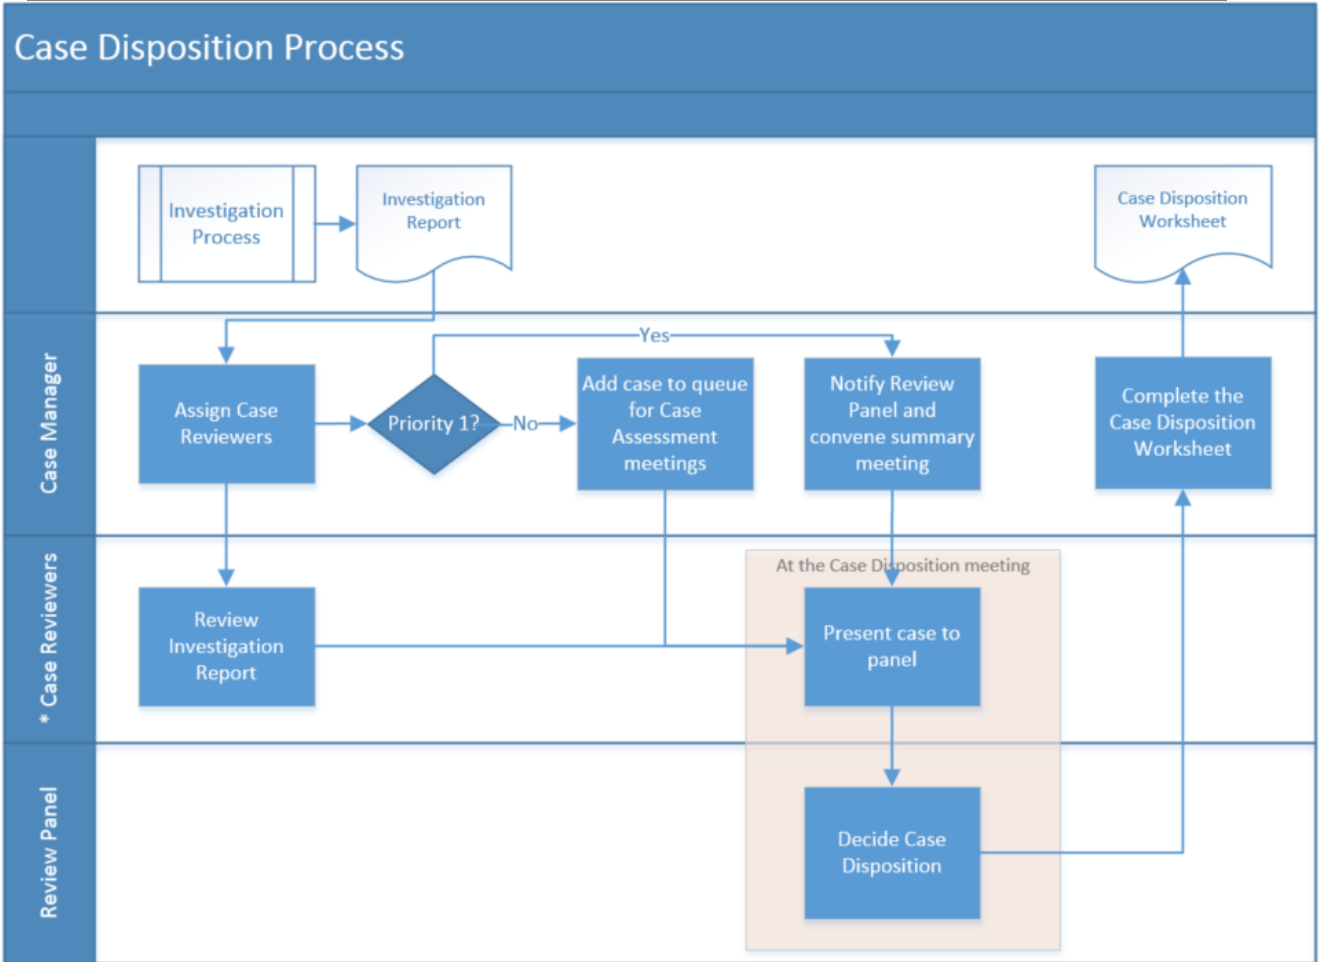 Case Disposition Process
Investigation
Process
Investigation
Report
Case Disposition
Worksheet
Case Manager
Yes
Assign Case
Reviewers
Priority 1?
No
Add case to queue
for Case
Assessment
meetings
Notify Review
Panel and
convene summary
meeting
Complete the
Case Disposition
Worksheet
* Case Reviewers
At the Case Disposition meeting
Review
Investigation
Report
Present case to
panel
Review Panel
Decide Case
Disposition